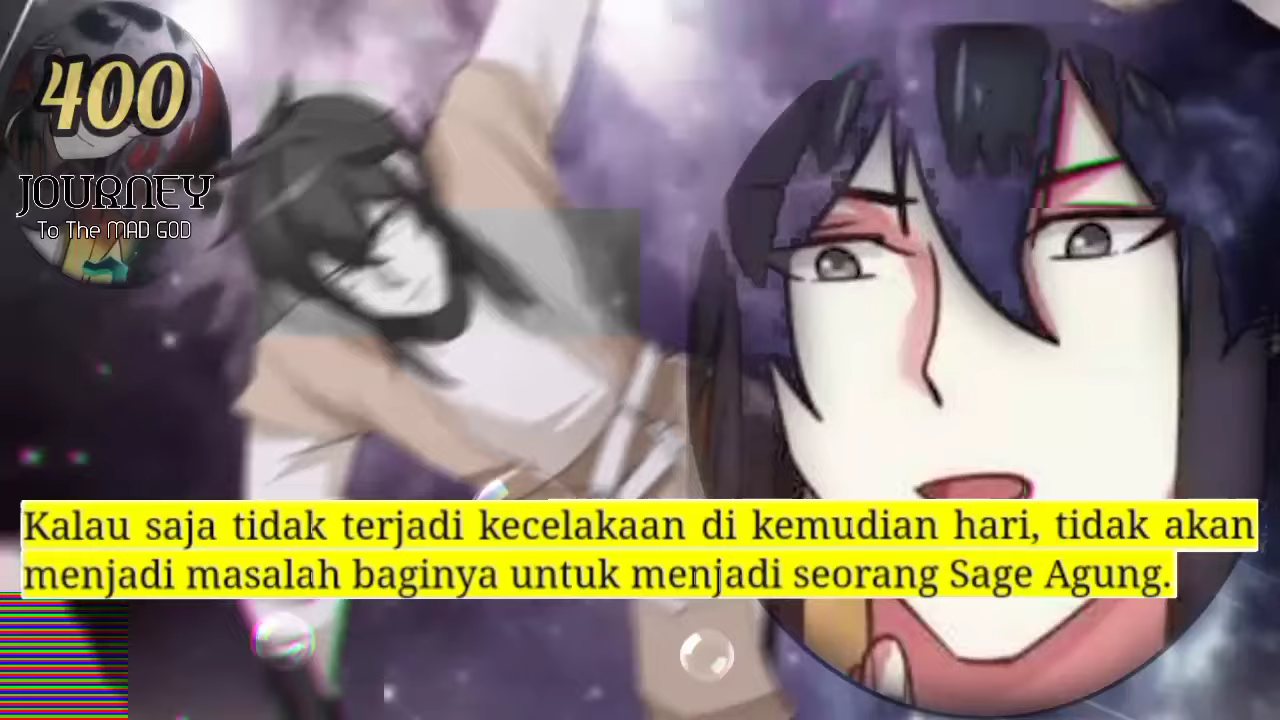 400
JOURNEY
To The MAD GOD
Kalau saja tidak terjadi kecelakaan di kemudian hari, tidak akan
menjadi masalah baginya untuk menjadi seorang Sage Agung.